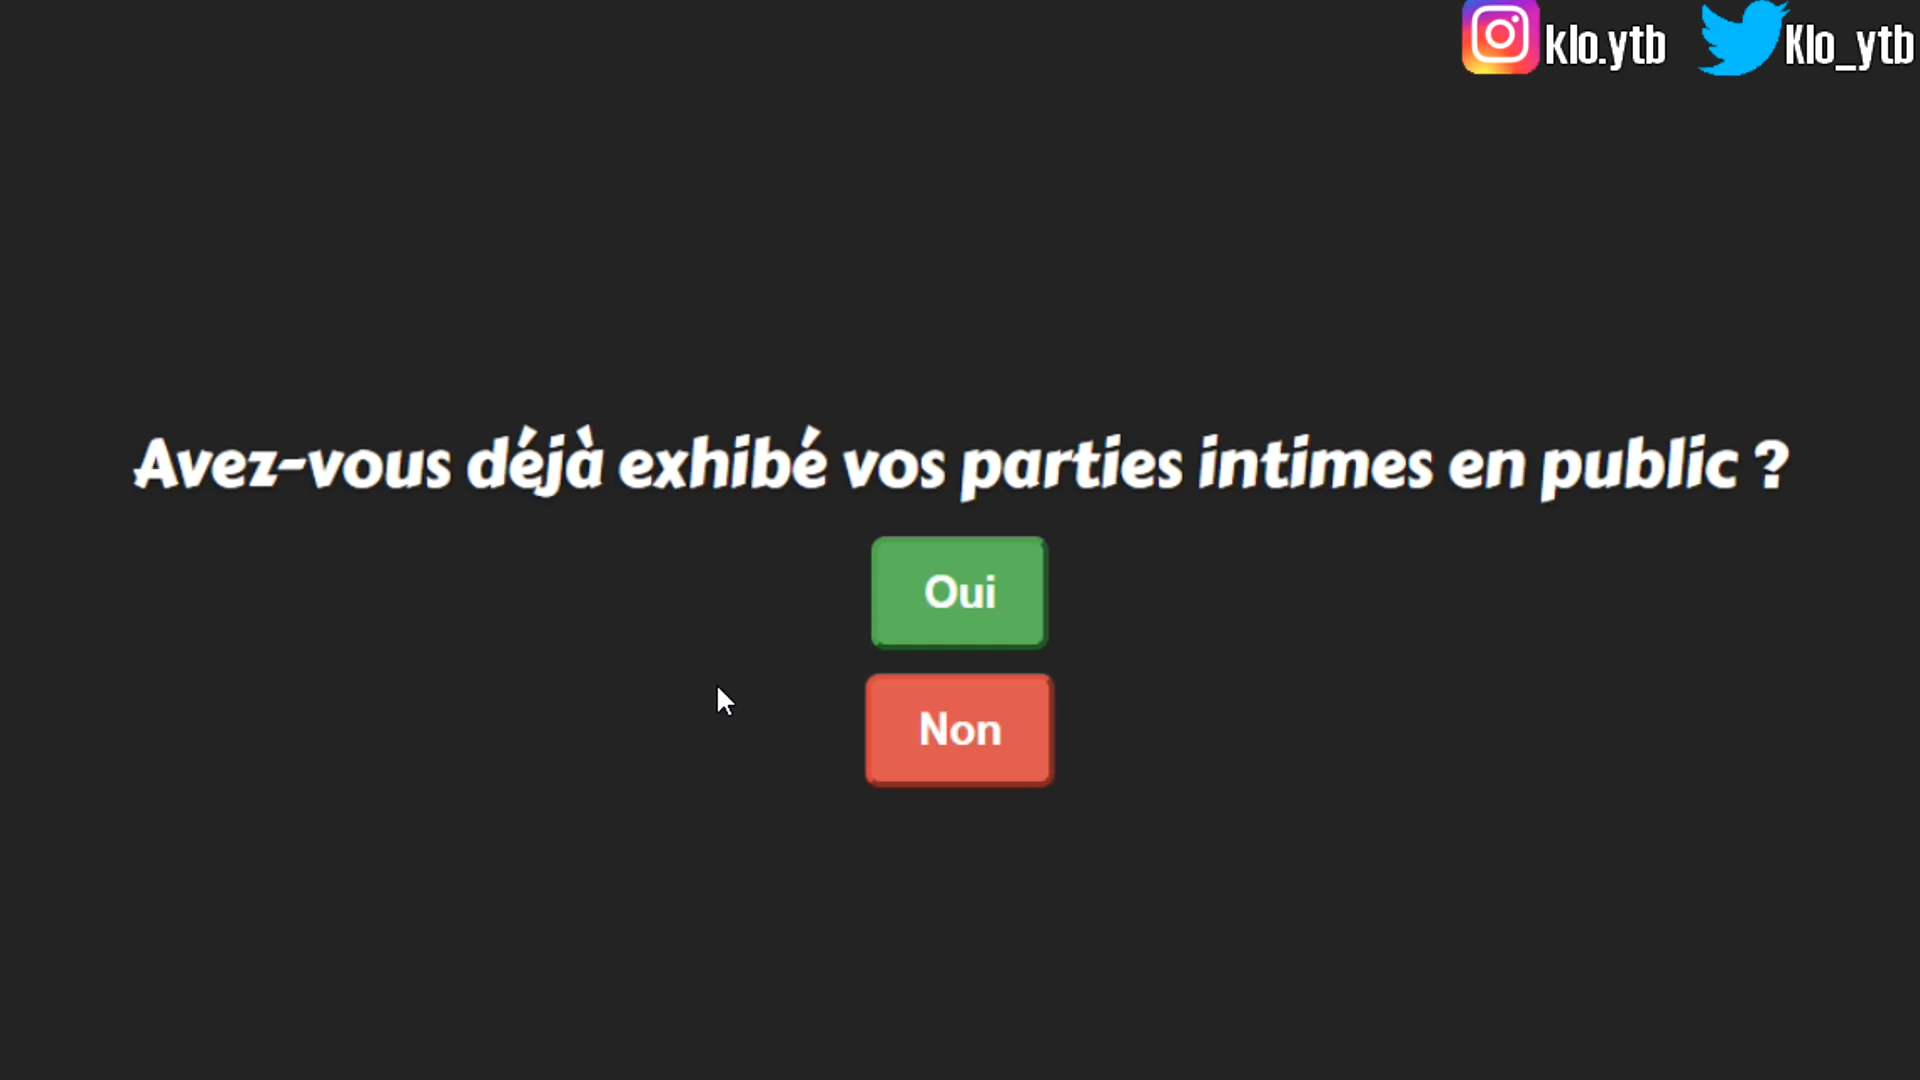 klo.ytb Klo_ytb
Avez-vous déjà exhibé vos parties intimes en public ?
Oui
Non